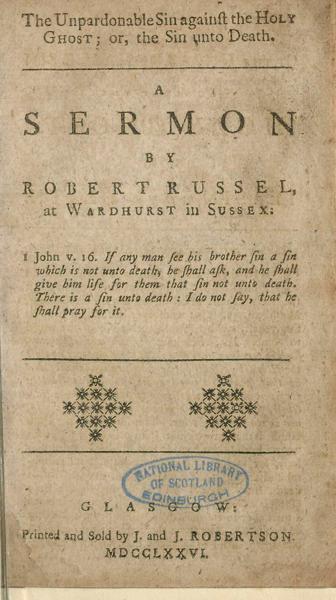 The Unpardonable Sin againſt the HOLY
GHOST; or, the Sin unto Death.
A
SERMON
BY
ROBERT RUSSEL,
at WARDHURST in SUSSEX:
1 John v. 16. If any man ſee his brother ſin a ſin
which is not unto death, he ſhall aſk, and he ſhall
give him life for them that ſin not unto death.
There is a ſin unto death: I do not ſay, that he
ſhall pray for it.
NATIONAL LIBRARY
OF SCOTLAND
EDINBURGH
GLASGOW:
Printed and Sold by J. and J. ROBERTSON.
MDCCLXXVI.